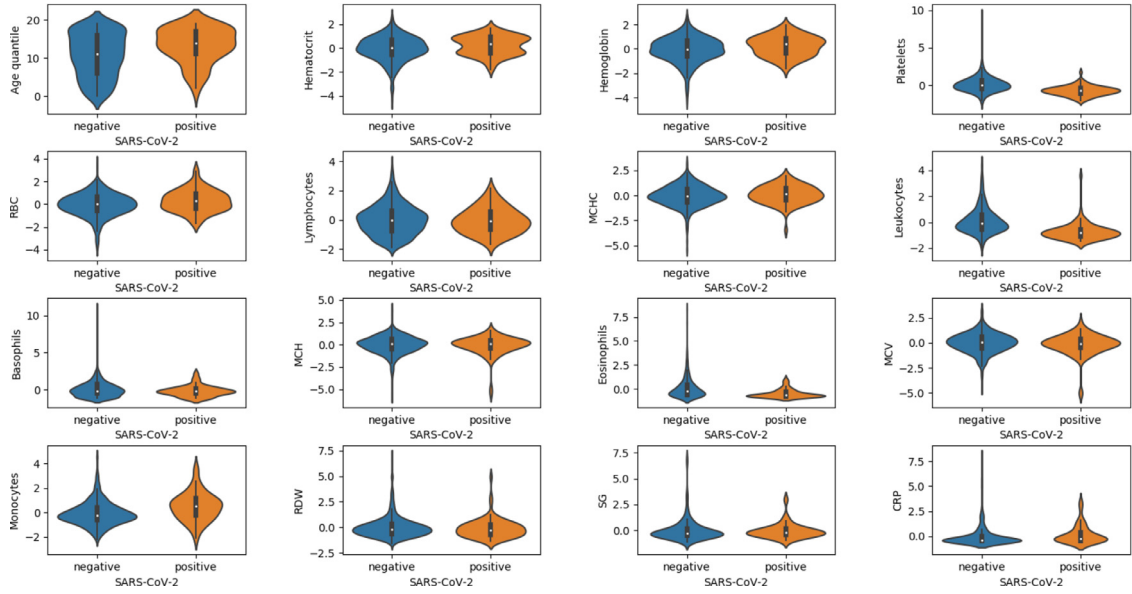 Age quantile
20
10
0
negative positive
SARS-CoV-2
Hematocrit
2
0
−2
−4
negative positive
SARS-CoV-2
Hemoglobin
2
0
−2
−4
negative positive
SARS-CoV-2
Platelets
10
5
0
negative positive
SARS-CoV-2
RBC
4
2
0
−2
−4
negative positive
SARS-CoV-2
Lymphocytes
4
2
0
−2
negative positive
SARS-CoV-2
MCHC
2.5
0.0
−2.5
−5.0
negative positive
SARS-CoV-2
Leukocytes
4
2
0
−2
negative positive
SARS-CoV-2
Basophils
10
5
0
negative positive
SARS-CoV-2
MCH
5.0
2.5
0.0
−2.5
−5.0
negative positive
SARS-CoV-2
Eosinophils
7.5
5.0
2.5
0.0
negative positive
SARS-CoV-2
MCV
2.5
0.0
−2.5
−5.0
negative positive
SARS-CoV-2
Monocytes
4
2
0
−2
negative positive
SARS-CoV-2
RDW
7.5
5.0
2.5
0.0
−2.5
negative positive
SARS-CoV-2
SG
7.5
5.0
2.5
0.0
negative positive
SARS-CoV-2
CRP
7.5
5.0
2.5
0.0
negative positive
SARS-CoV-2